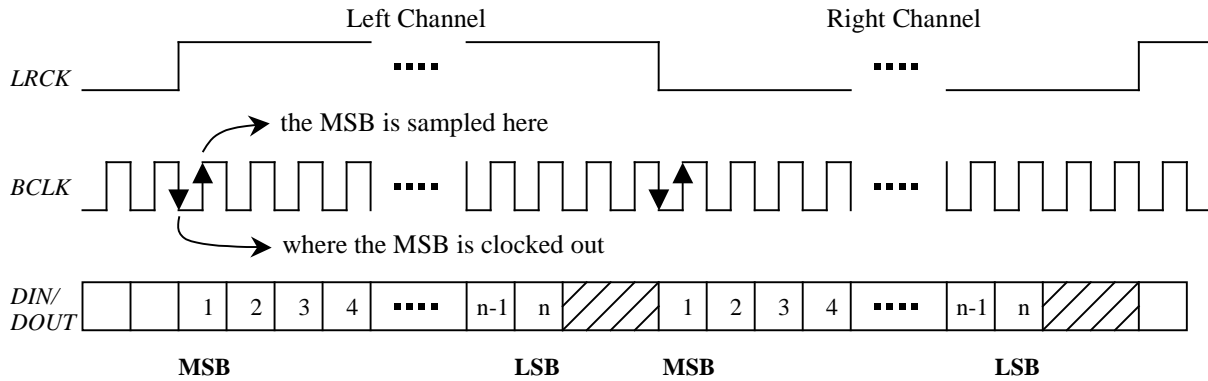 Left Channel Right Channel
LRCK
the MSB is sampled here
BCLK
where the MSB is clocked out
DIN/
DOUT
1 2 3 4 n-1 n 1 2 3 4 n-1 n
MSB LSB MSB LSB